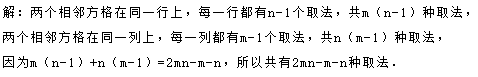 解：两个相邻方格在同一行上，每一行都有n-1个取法，共m（n-1）种取法，
两个相邻方格在同一列上，每一列都有m-1个取法，共n（m-1）种取法，
因为m（n-1）+n（m-1）=2mn-m-n，所以共有2mn-m-n种取法．